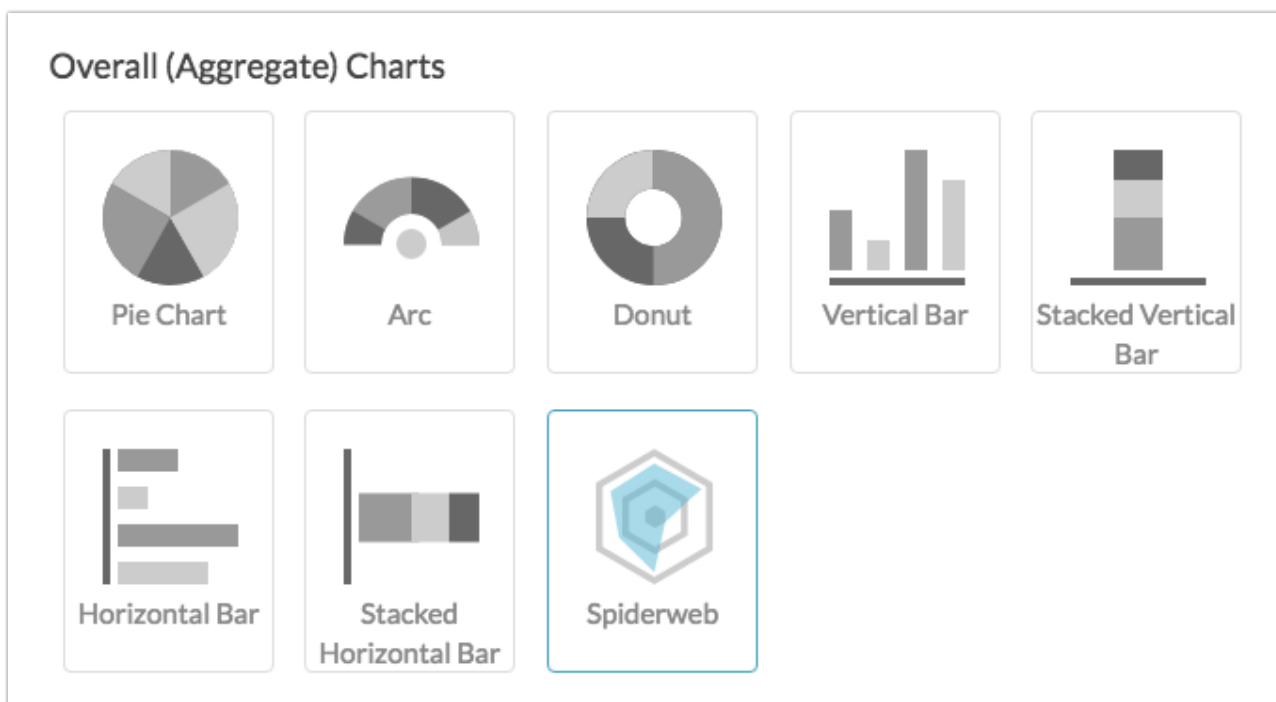 Overall (Aggregate) Charts
Pie Chart
Arc
Donut
Vertical Bar
Stacked Vertical
Bar
Horizontal Bar
Stacked
Horizontal Bar
Spiderweb